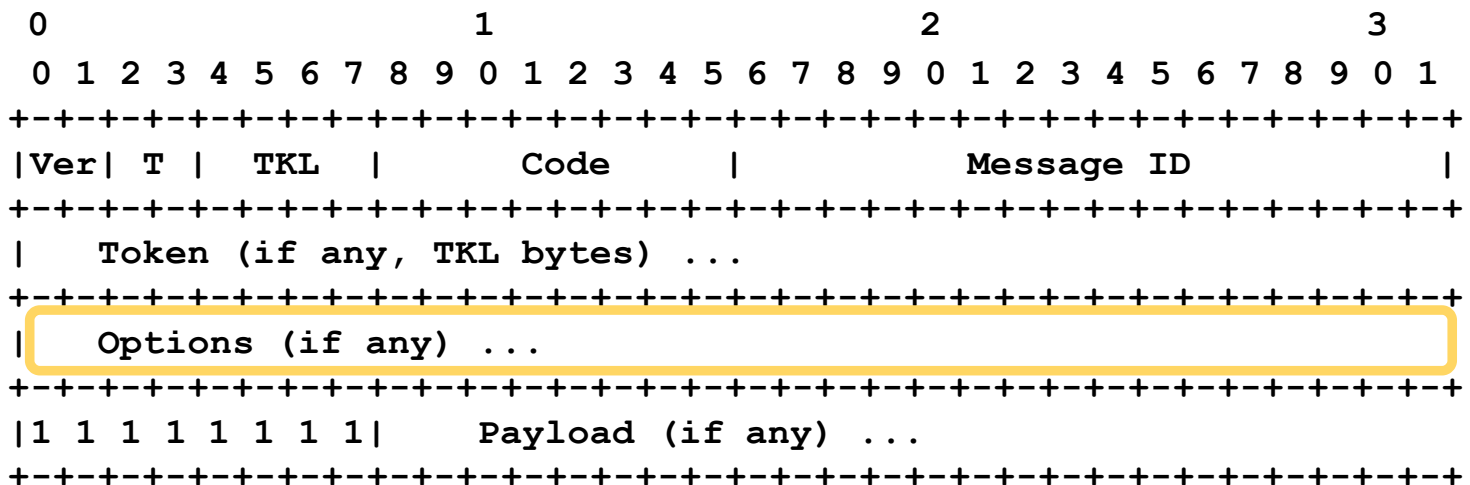 0                   1                   2                   3
0 1 2 3 4 5 6 7 8 9 0 1 2 3 4 5 6 7 8 9 0 1 2 3 4 5 6 7 8 9 0 1
+-+-+-+-+-+-+-+-+-+-+-+-+-+-+-+-+-+-+-+-+-+-+-+-+-+-+-+-+-+-+-+-+
|Ver| T |  TKL  |      Code     |          Message ID           |
+-+-+-+-+-+-+-+-+-+-+-+-+-+-+-+-+-+-+-+-+-+-+-+-+-+-+-+-+-+-+-+-+
|   Token (if any, TKL bytes) ...
+-+-+-+-+-+-+-+-+-+-+-+-+-+-+-+-+-+-+-+-+-+-+-+-+-+-+-+-+-+-+-+-+
|   Options (if any) ...
+-+-+-+-+-+-+-+-+-+-+-+-+-+-+-+-+-+-+-+-+-+-+-+-+-+-+-+-+-+-+-+-+
|1 1 1 1 1 1 1 1|    Payload (if any) ...
+-+-+-+-+-+-+-+-+-+-+-+-+-+-+-+-+-+-+-+-+-+-+-+-+-+-+-+-+-+-+-+-+